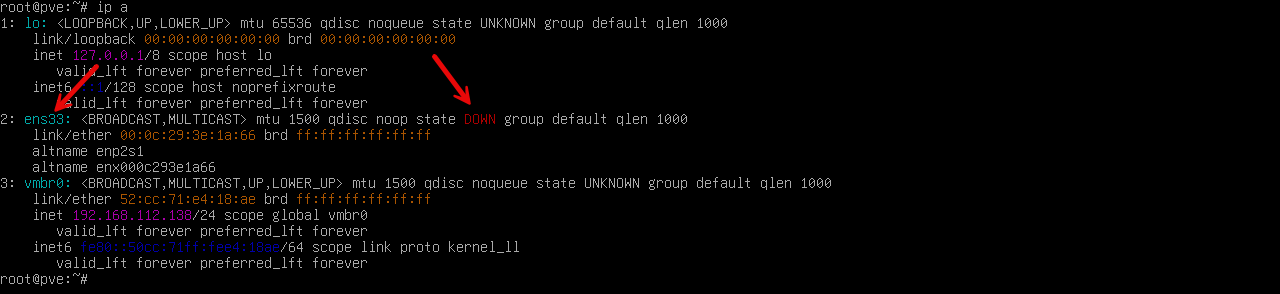 root@pve:~# ip a
1: lo: <LOOPBACK,UP,LOWER_UP> mtu 65536 qdisc noqueue state UNKNOWN group default qlen 1000
    link/loopback 00:00:00:00:00:00 brd 00:00:00:00:00:00
    inet 127.0.0.1/8 scope host lo
       valid_lft forever preferred_lft forever
    inet6 ::1/128 scope host noprefixroute
       valid_lft forever preferred_lft forever
2: ens33: <BROADCAST,MULTICAST> mtu 1500 qdisc noop state DOWN group default qlen 1000
    link/ether 00:0c:29:3e:1a:66 brd ff:ff:ff:ff:ff:ff
    altname enp2s1
    altname enx000c293e1a66
3: vmbr0: <BROADCAST,MULTICAST,UP,LOWER_UP> mtu 1500 qdisc noqueue state UNKNOWN group default qlen 1000
    link/ether 52:cc:71:e4:18:ae brd ff:ff:ff:ff:ff:ff
    inet 192.168.112.138/24 scope global vmbr0
       valid_lft forever preferred_lft forever
    inet6 fe80::50cc:71ff:fee4:18ae/64 scope link proto kernel_ll
       valid_lft forever preferred_lft forever
root@pve:~#